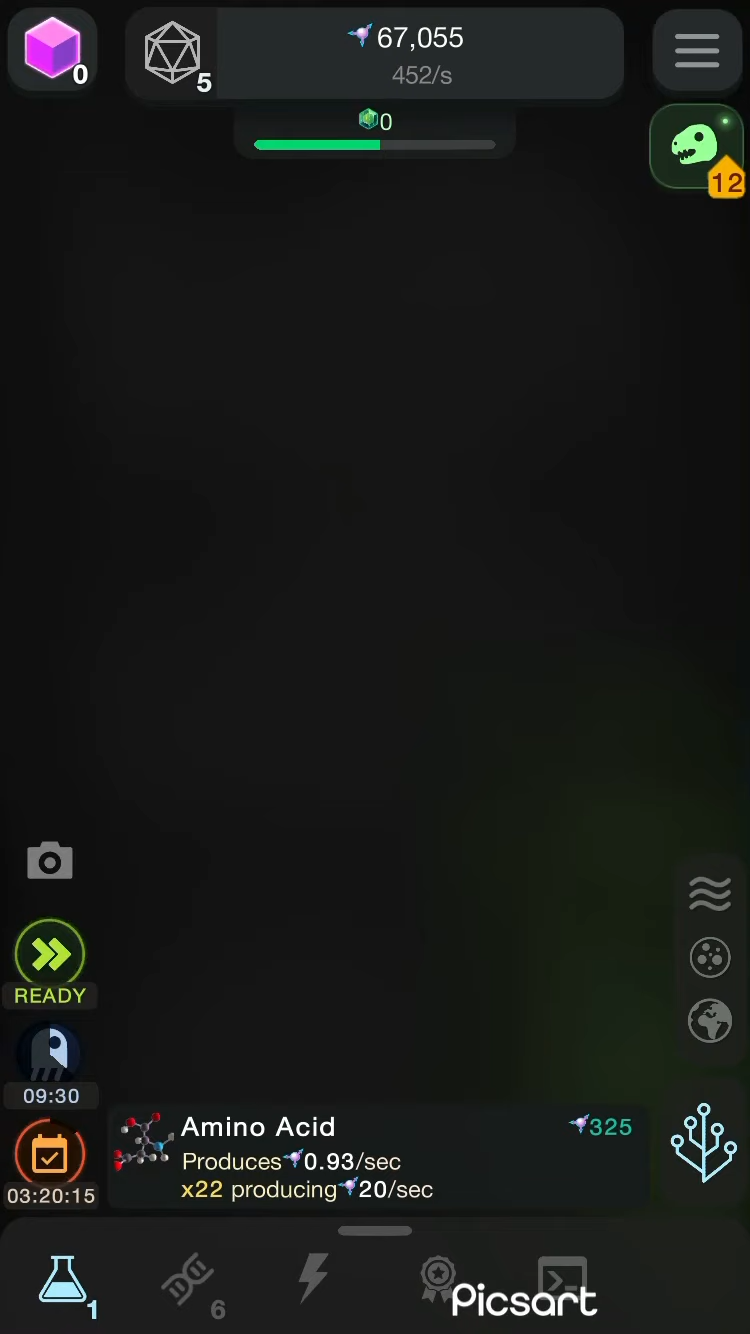 0
5
67,055
452/s
0
12
READY
09:30
03:20:15
Amino Acid
325
Produces 0.93/sec
x22 producing 20/sec
1
6
Picsart